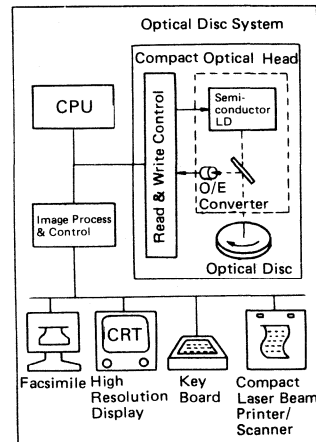 Optical Disc System
Compact Optical Head
CPU
Read & Write Control
Semi-
conductor
LD
O/E
Converter
Image Process
& Control
Optical Disc
CRT
Facsimile
High
Resolution
Display
Key
Board
Compact
Laser Beam
Printer/
Scanner